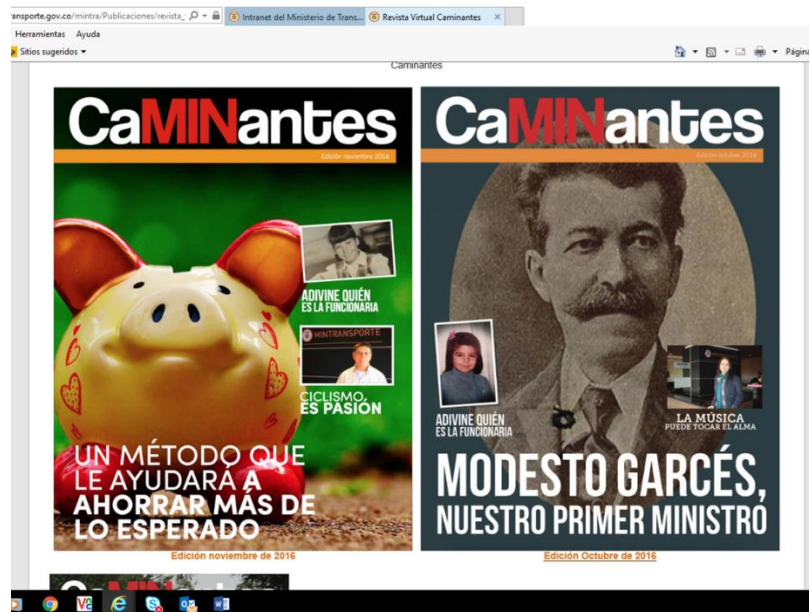 ansporte.gov.co/mintra/Publicaciones/revista_
Intranet del Ministerio de Trans...
Revista Virtual Caminantes
Herramientas Ayuda
Sitios sugeridos
Página
Caminantes
CaMINantes
Edición noviembre 2016
ADIVINE QUIÉN
ES LA FUNCIONARIA
MINTRANSPORTE
CICLISMO,
ES PASIÓN
UN MÉTODO QUE
LE AYUDARÁ A
AHORRAR MÁS DE
LO ESPERADO
Edición noviembre de 2016
CaMINantes
Edición octubre 2016
ADIVINE QUIÉN
ES LA FUNCIONARIA
LA MÚSICA
PUEDE TOCAR EL ALMA
MODESTO GARCÉS,
NUESTRO PRIMER MINISTRO
Edición Octubre de 2016